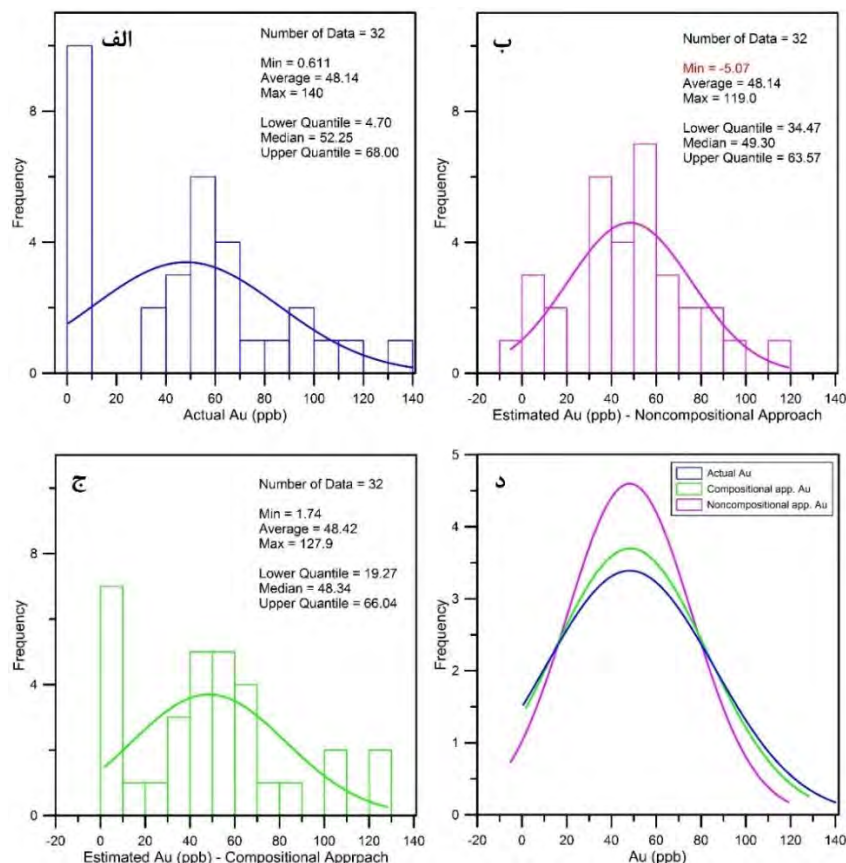 الف
Number of Data = 32
Min = 0.611
Average = 48.14
Max = 140
Lower Quantile = 4.70
Median = 52.25
Upper Quantile = 68.00
8
4
0
Frequency
0 20 40 60 80 100 120 140
Actual Au (ppb)
ب
Number of Data = 32
Min = -5.07
Average = 48.14
Max = 119.0
Lower Quantile = 34.47
Median = 49.30
Upper Quantile = 63.57
8
4
0
Frequency
-20 0 20 40 60 80 100 120 140
Estimated Au (ppb) - Noncompositional Approach
ج
Number of Data = 32
Min = 1.74
Average = 48.42
Max = 127.9
Lower Quantile = 19.27
Median = 48.34
Upper Quantile = 66.04
8
4
0
Frequency
-20 0 20 40 60 80 100 120 140
Estimated Au (ppb) - Compositional Approach
د
Actual Au
Compositional app. Au
Noncompositional app. Au
5
4
3
2
1
0
Frequency
-20 0 20 40 60 80 100 120 140
Au (ppb)